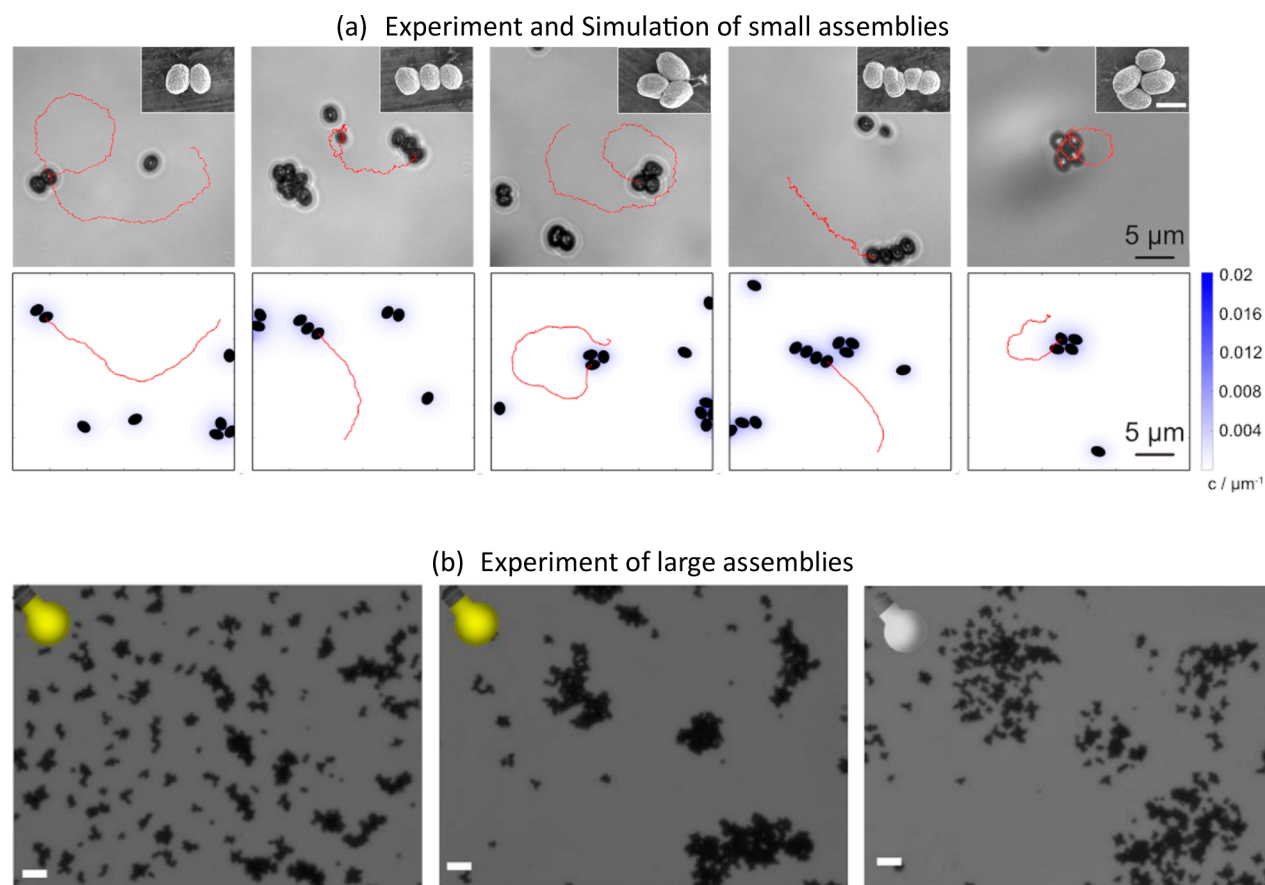 (a) Experiment and Simulation of small assemblies
5 µm
0.02
0.016
0.012
0.008
0.004
5 µm
c / µm⁻¹
(b) Experiment of large assemblies